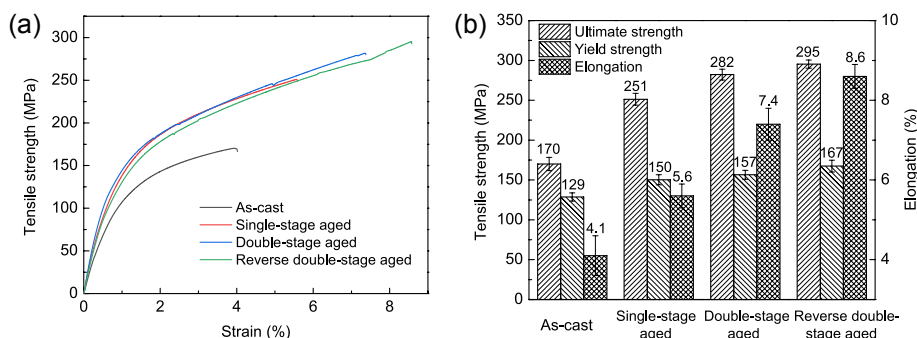 (a)
Tensile strength (MPa)
300
250
200
150
100
50
0
As-cast
Single-stage aged
Double-stage aged
Reverse double-stage aged
0 2 4 6 8
Strain (%)
(b)
Tensile strength (MPa)
350
300
250
200
150
100
50
0
Ultimate strength
Yield strength
Elongation
170
129
4.1
251
150
5.6
282
157
7.4
295
167
8.6
10
8
6
4
Elongation (%)
As-cast
Single-stage
aged
Double-stage
aged
Reverse double-
stage aged